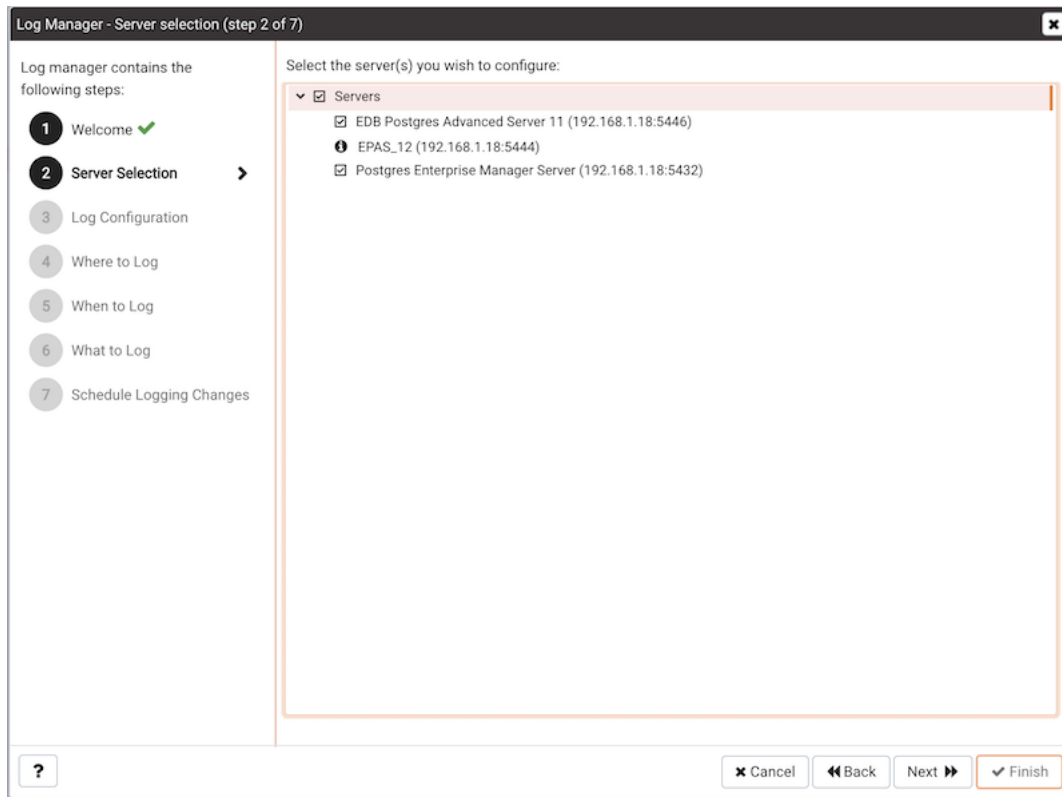 Log Manager - Server selection (step 2 of 7)
Log manager contains the
following steps:
1 Welcome
2 Server Selection
3 Log Configuration
4 Where to Log
5 When to Log
6 What to Log
7 Schedule Logging Changes
Select the server(s) you wish to configure:
Servers
EDB Postgres Advanced Server 11 (192.168.1.18:5446)
EPAS_12 (192.168.1.18:5444)
Postgres Enterprise Manager Server (192.168.1.18:5432)
? Cancel Back Next Finish